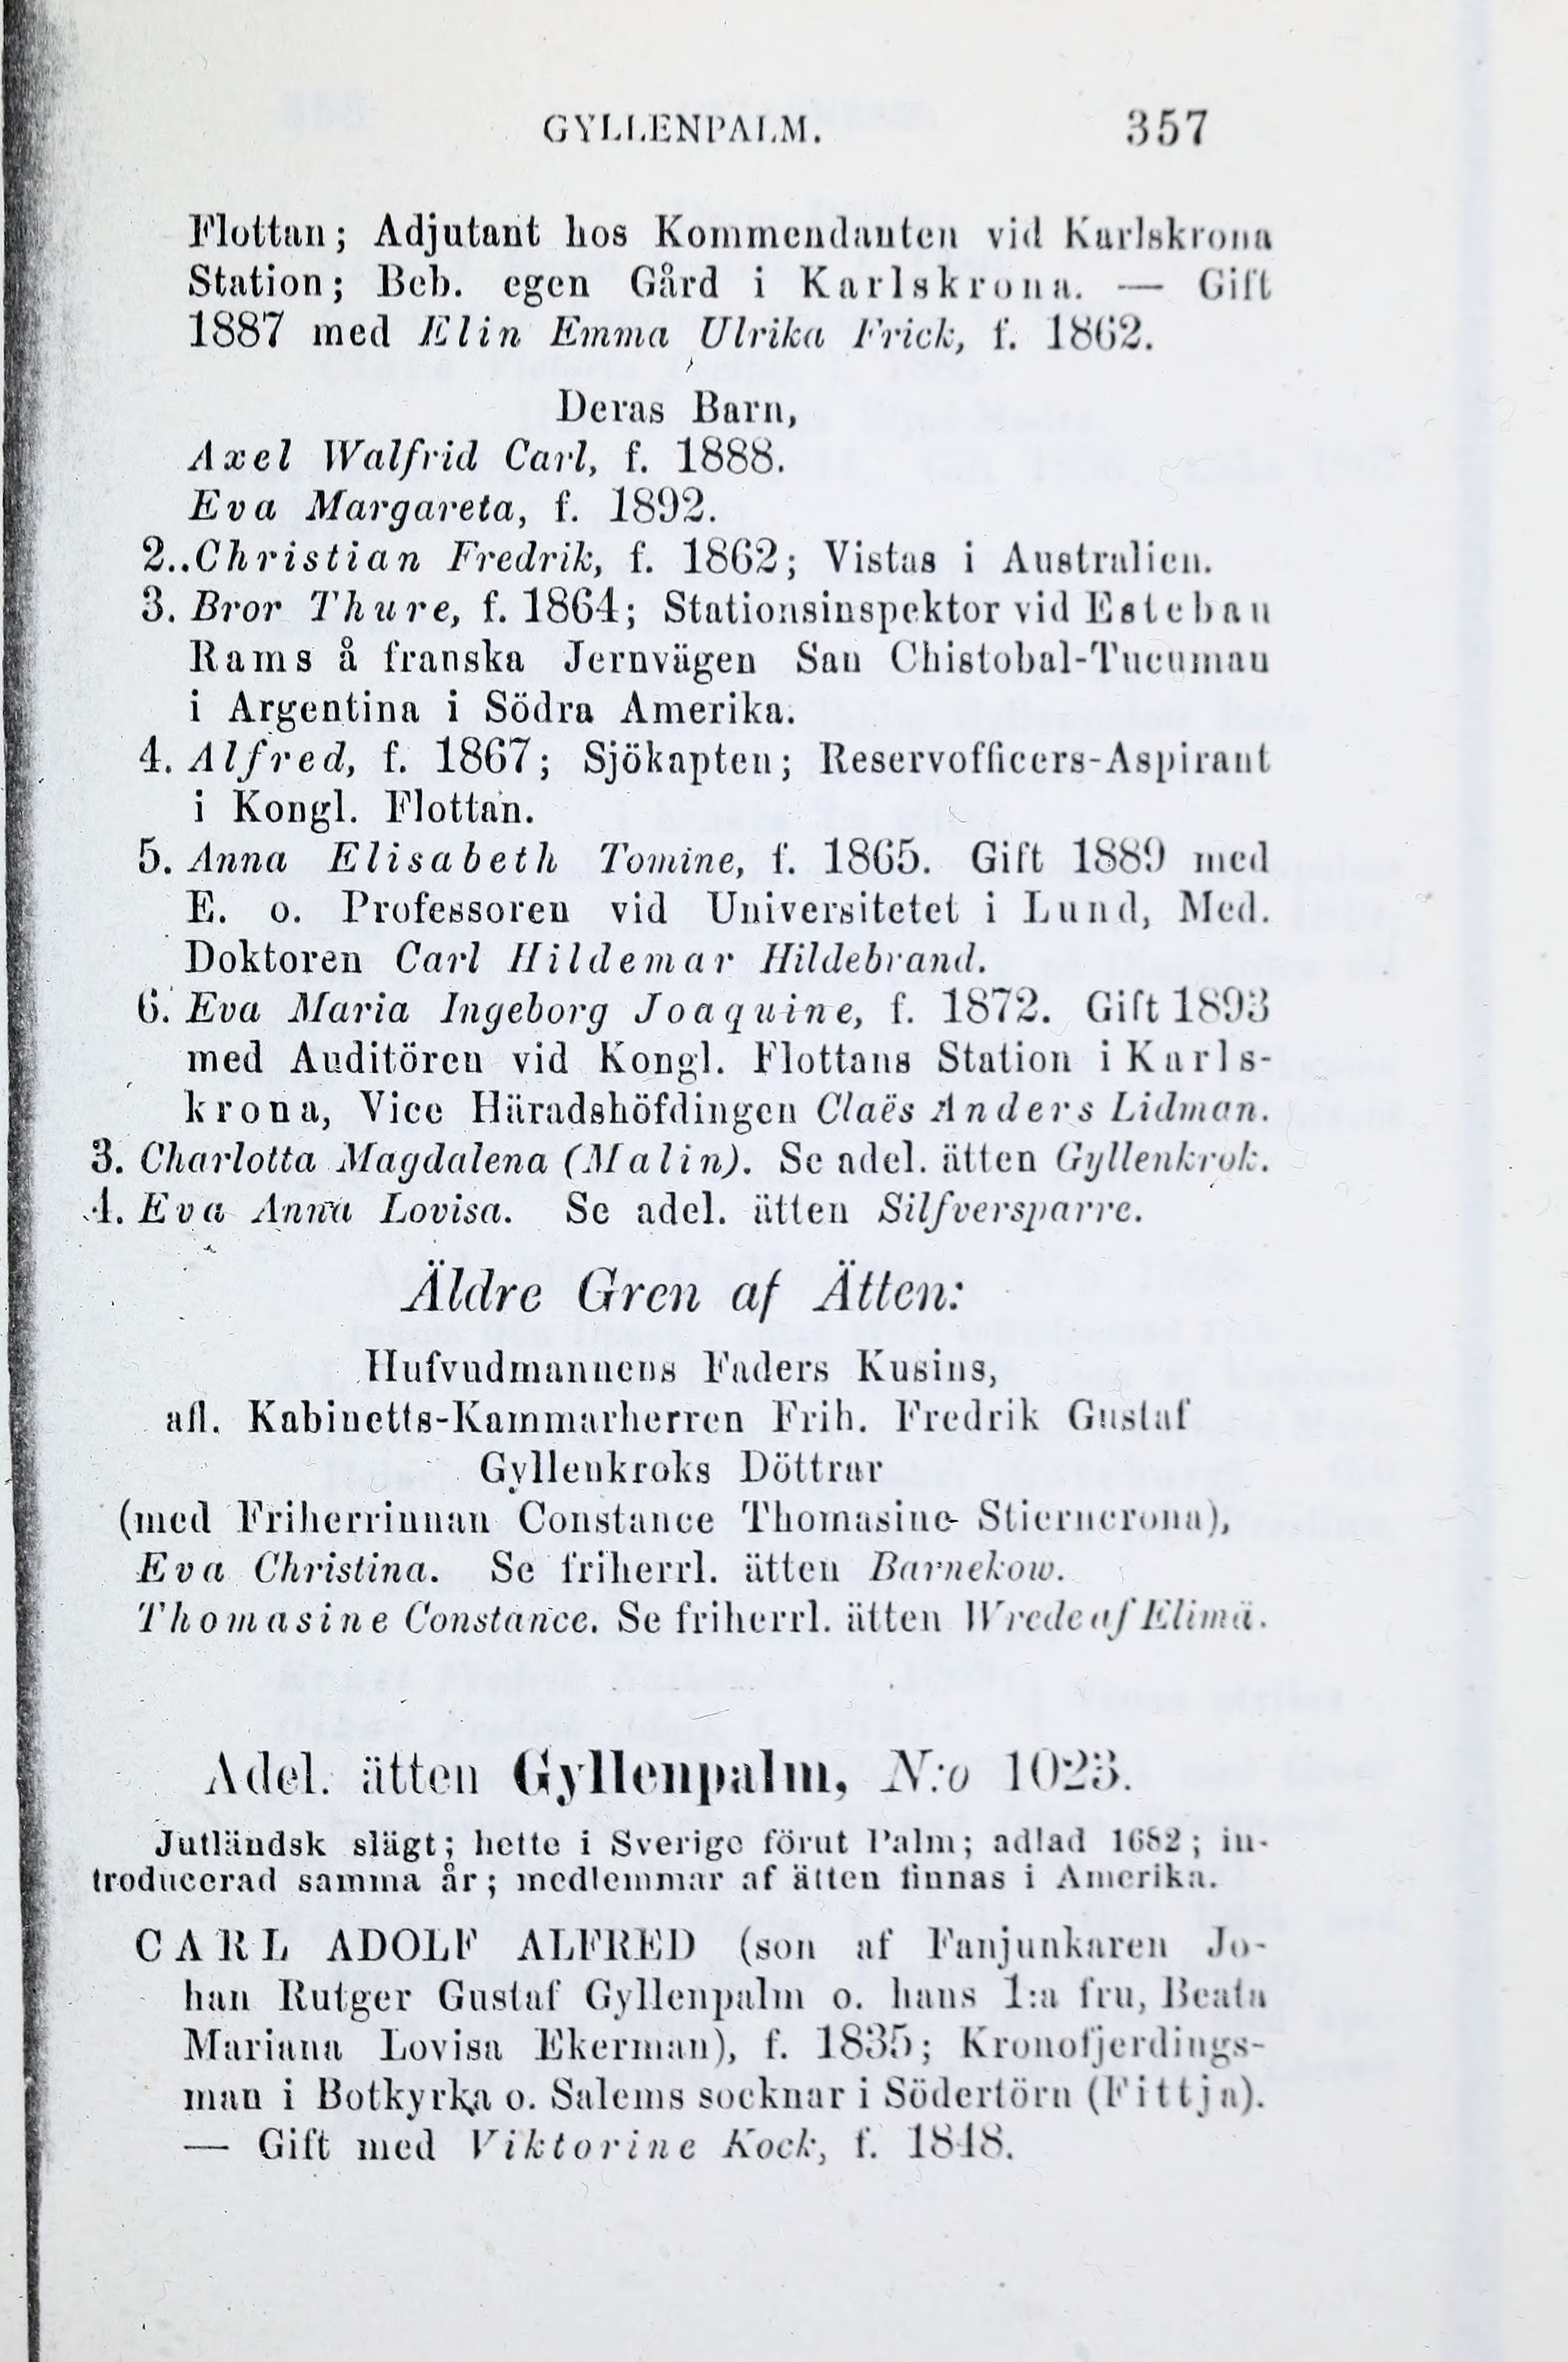 GYLLENPALM. 357
Flottan; Adjutant hos Kommendanten vid Karlskrona
Station; Beb. egen Gård i Karlskrona. — Gift
1887 med Elin Emma Ulrika Frick, f. 1862.
Deras Barn,
Axel Walfrid Carl, f. 1888.
Eva Margareta, f. 1892.
2..Christian Fredrik, f. 1862; Vistas i Australien.
3. Bror Thure, f. 1864; Stationsinspektor vid Esteban
Rams å franska Jernvägen San Chistobal-Tucuman
i Argentina i Södra Amerika.
4. Alfred, f. 1867; Sjökapten; Reservofficers-Aspirant
i Kongl. Flottan.
5. Anna Elisabeth Tomine, f. 1865. Gift 1889 med
E. o. Professoren vid Universitetet i Lund, Med.
Doktoren Carl Hildemar Hildebrand.
6. Eva Maria Ingeborg Joaquine, f. 1872. Gift 1893
med Auditören vid Kongl. Flottans Station i Karls-
krona, Vice Häradshöfdingen Claës Anders Lidman.
3. Charlotta Magdalena (Malin). Se adel. ätten Gyllenkrok.
4. Eva Anna Lovisa. Se adel. ätten Silfversparre.
Äldre Gren af Ätten:
Hufvudmannens Faders Kusins,
afl. Kabinetts-Kammarherren Frih. Fredrik Gustaf
Gyllenkroks Döttrar
(med Friherrinnan Constance Thomasine Stierncrona),
Eva Christina. Se friherrl. ätten Barnekow.
Thomasine Constance. Se friherrl. ätten Wrede af Elimä.
Adel. ätten Gyllenpalm, N:o 1023.
Jutländsk slägt; hette i Sverige förut Palm; adlad 1682; in-
troducerad samma år; medlemmar af ätten finnas i Amerika.
CARL ADOLF ALFRED (son af Fanjunkaren Jo-
han Rutger Gustaf Gyllenpalm o. hans 1:a fru, Beata
Mariana Lovisa Ekerman), f. 1835; Kronofjerdings-
man i Botkyrka o. Salems socknar i Södertörn (Fittja).
— Gift med Viktorine Kock, f. 1848.